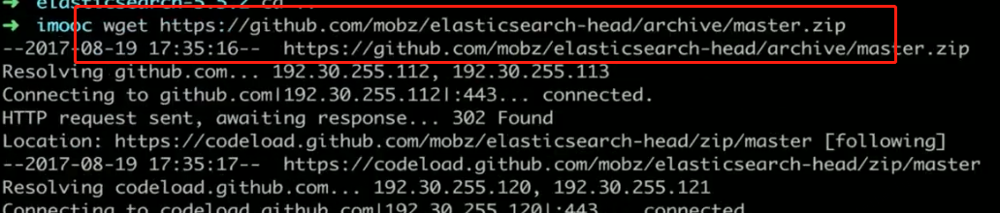 ➜ elasticsearch-5.5.2 cd ..
➜ imooc wget https://github.com/mobz/elasticsearch-head/archive/master.zip
--2017-08-19 17:35:16-- https://github.com/mobz/elasticsearch-head/archive/master.zip
Resolving github.com... 192.30.255.112, 192.30.255.113
Connecting to github.com|192.30.255.112|:443... connected.
HTTP request sent, awaiting response... 302 Found
Location: https://codeload.github.com/mobz/elasticsearch-head/zip/master [following]
--2017-08-19 17:35:17-- https://codeload.github.com/mobz/elasticsearch-head/zip/master
Resolving codeload.github.com... 192.30.255.120, 192.30.255.121
Connecting to codeload.github.com|192.30.255.120|:443... connected.